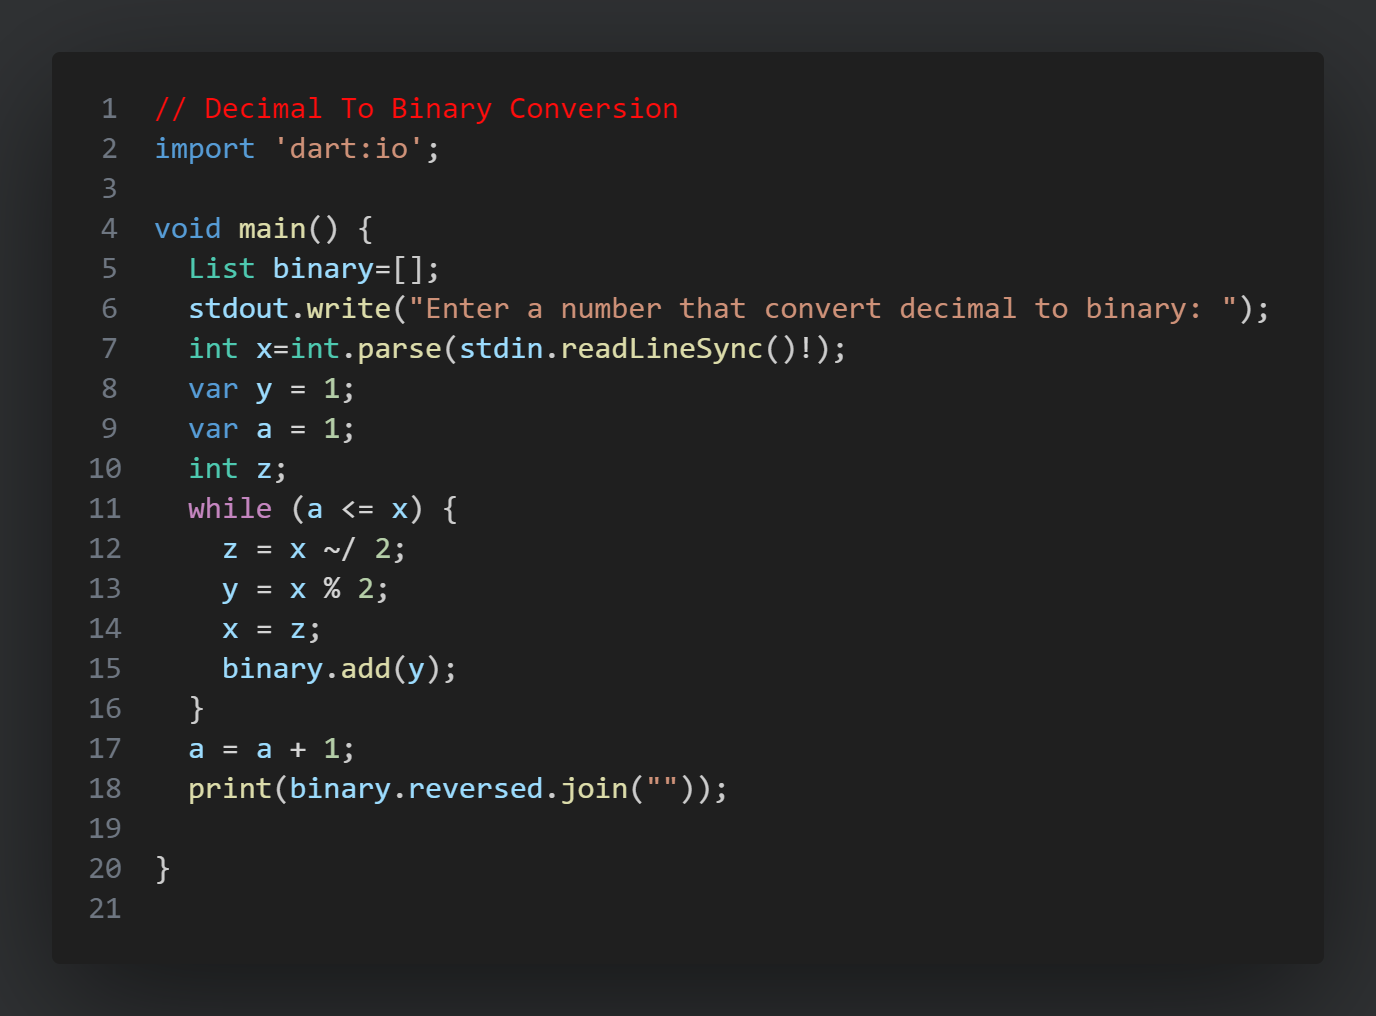 1 // Decimal To Binary Conversion
2 import 'dart:io';
3
4 void main() {
5   List binary=[];
6   stdout.write("Enter a number that convert decimal to binary: ");
7   int x=int.parse(stdin.readLineSync()!);
8   var y = 1;
9   var a = 1;
10   int z;
11   while (a <= x) {
12     z = x ~/ 2;
13     y = x % 2;
14     x = z;
15     binary.add(y);
16   }
17   a = a + 1;
18   print(binary.reversed.join(""));
19
20 }
21